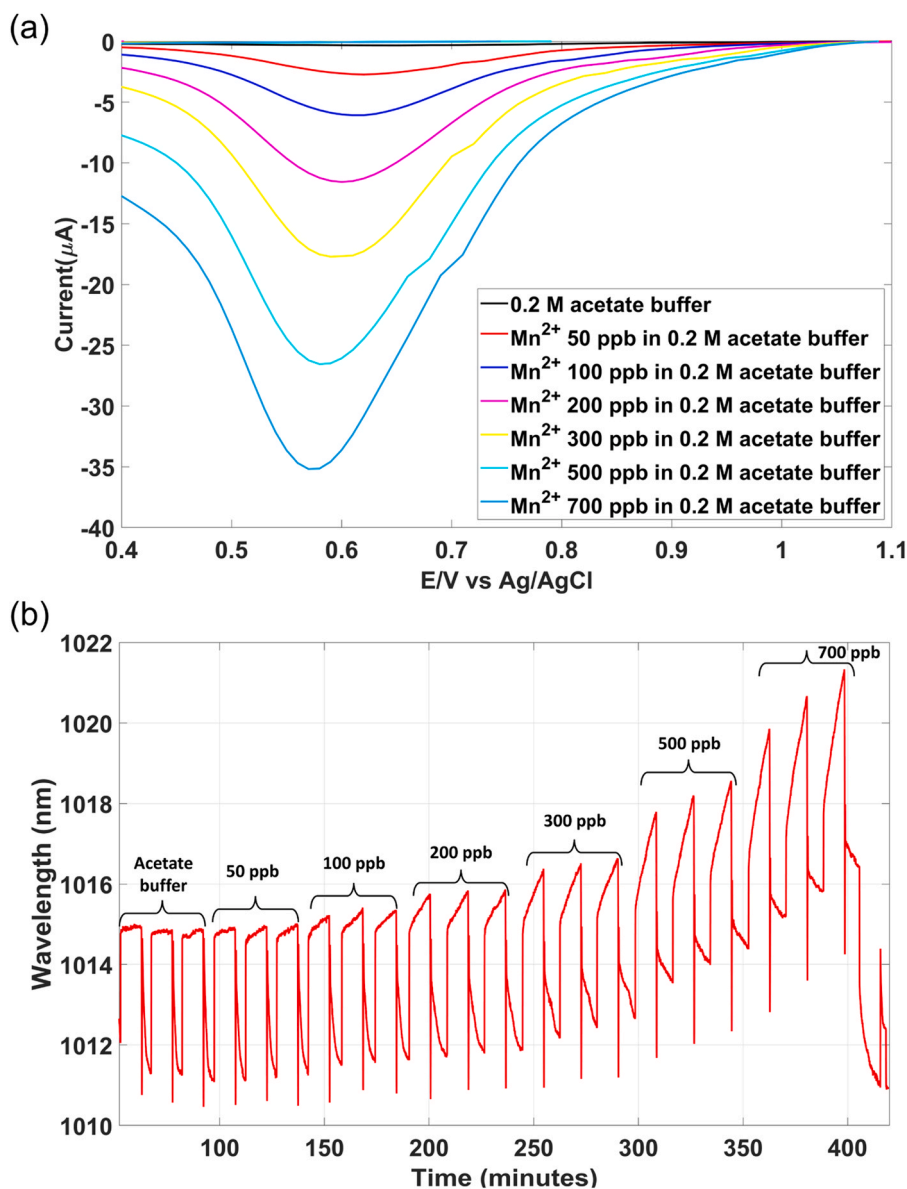 (a)
0
-5
-10
-15
-20
-25
-30
-35
-40
Current(μA)
0.2 M acetate buffer
Mn2+ 50 ppb in 0.2 M acetate buffer
Mn2+ 100 ppb in 0.2 M acetate buffer
Mn2+ 200 ppb in 0.2 M acetate buffer
Mn2+ 300 ppb in 0.2 M acetate buffer
Mn2+ 500 ppb in 0.2 M acetate buffer
Mn2+ 700 ppb in 0.2 M acetate buffer
0.4 0.5 0.6 0.7 0.8 0.9 1 1.1
E/V vs Ag/AgCl
(b)
1022
1020
1018
1016
1014
1012
1010
Wavelength (nm)
Acetate
buffer
50 ppb
100 ppb
200 ppb
300 ppb
500 ppb
700 ppb
100 150 200 250 300 350 400
Time (minutes)